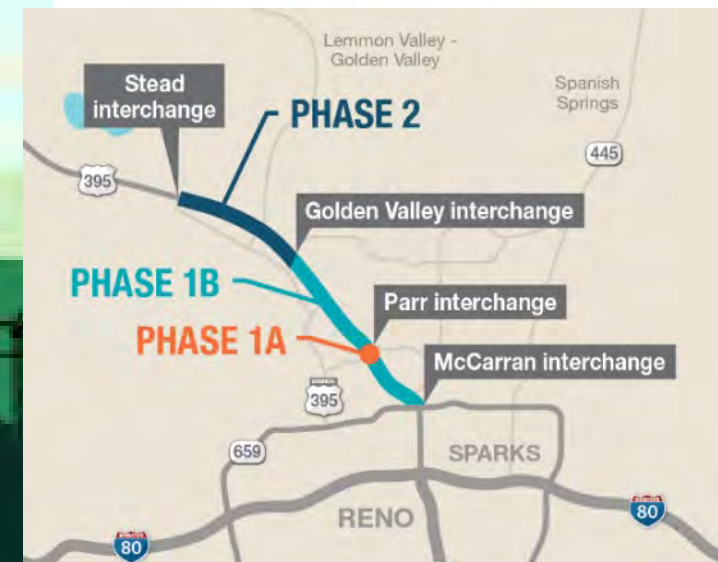 Lemmon Valley -
Golden Valley
Stead
interchange
Spanish
Springs
PHASE 2
445
395
Golden Valley interchange
PHASE 1B
Parr interchange
PHASE 1A
McCarran interchange
395
659
SPARKS
RENO
80
80